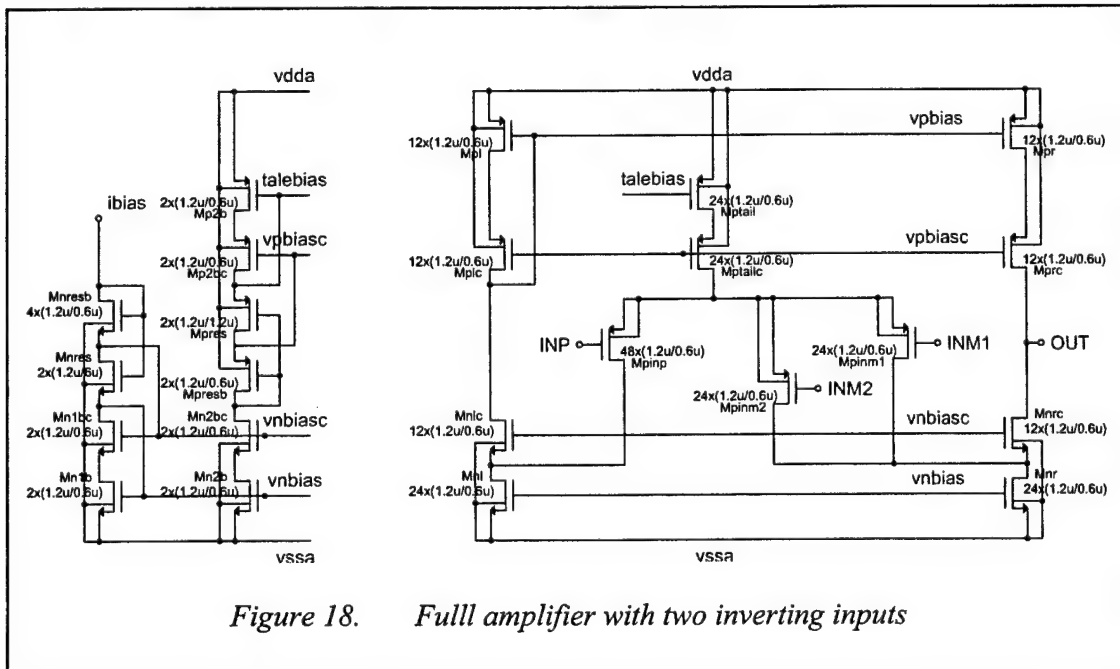 vdda
talebias
2x(1.2u/0.6u)
Mp2b
ibias
vpbiasc
2x(1.2u/0.6u)
Mp2bc
Mnresb
4x(1.2u/0.6u)
2x(1.2u/1.2u)
Mpres
Mnres
2x(1.2u/6u)
2x(1.2u/0.6u)
Mpresb
Mn1bc
2x(1.2u/0.6u)
Mn2bc
2x(1.2u/0.6u)
vnbiasc
Mn1b
2x(1.2u/0.6u)
Mn2b
2x(1.2u/0.6u)
vnbias
vssa
vdda
12x(1.2u/0.6u)
Mpl
vpbias
12x(1.2u/0.6u)
Mpr
talebias
24x(1.2u/0.6u)
Mptail
12x(1.2u/0.6u)
Mplc
24x(1.2u/0.6u)
Mptailc
vpbiasc
12x(1.2u/0.6u)
Mprc
INP
48x(1.2u/0.6u)
Mpinp
24x(1.2u/0.6u)
Mpinm1
INM1
OUT
24x(1.2u/0.6u)
Mpinm2
INM2
Mnlc
12x(1.2u/0.6u)
vnbiasc
Mnrc
12x(1.2u/0.6u)
Mnl
24x(1.2u/0.6u)
vnbias
Mnr
24x(1.2u/0.6u)
vssa
Figure 18. Fulll amplifier with two inverting inputs